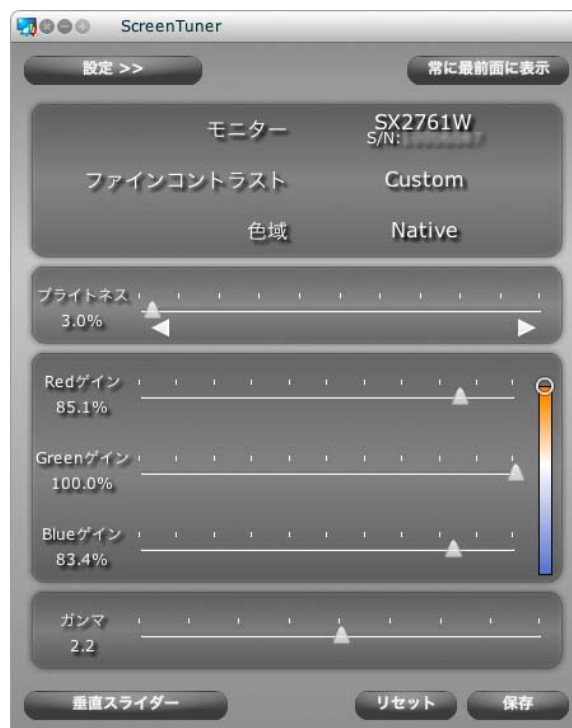 ScreenTuner
設定 >>
常に最前面に表示
モニター
SX2761W
S/N:
ファインコントラスト
Custom
色域
Native
ブライトネス
3.0%
Redゲイン
85.1%
Greenゲイン
100.0%
Blueゲイン
83.4%
ガンマ
2.2
垂直スライダー
リセット
保存